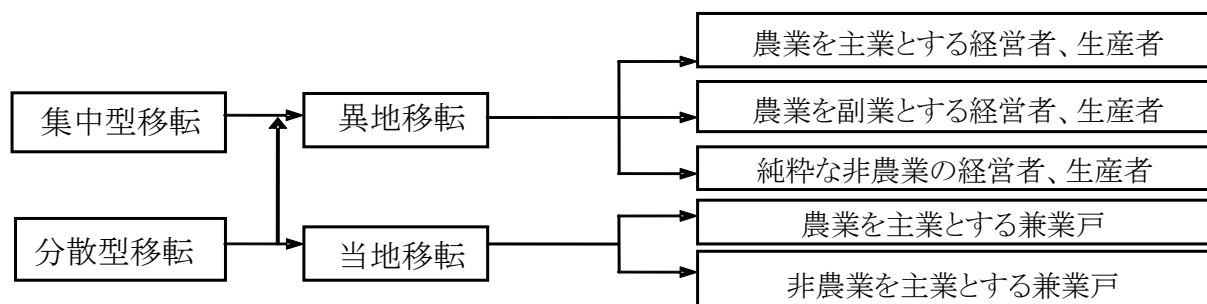 農業を主業とする経営者、生産者
集中型移転
異地移転
農業を副業とする経営者、生産者
純粋な非農業の経営者、生産者
分散型移転
当地移転
農業を主業とする兼業戸
非農業を主業とする兼業戸